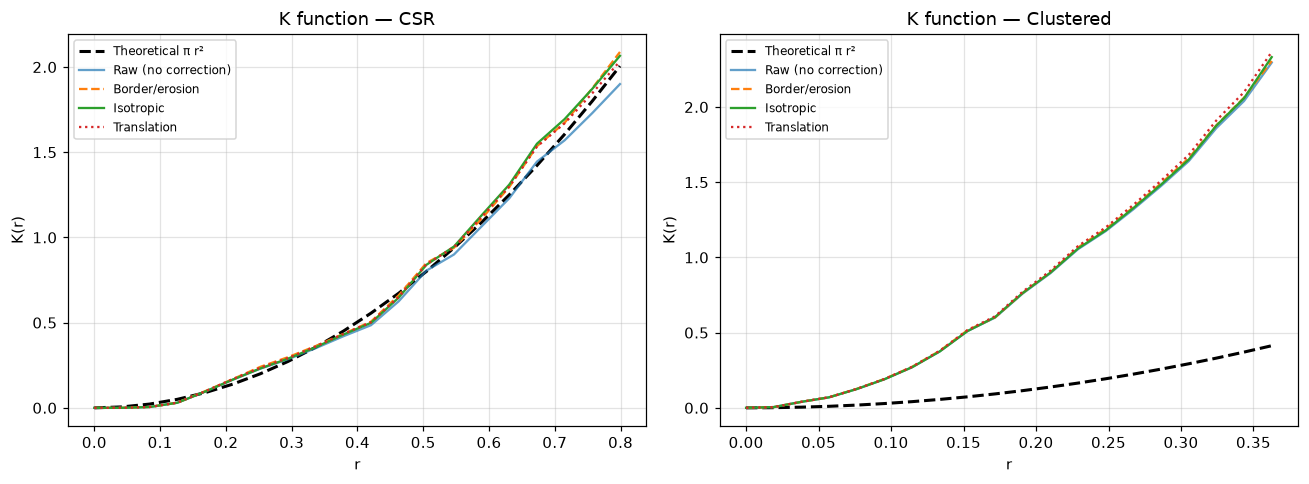 K function — CSR
Theoretical π r²
Raw (no correction)
Border/erosion
Isotropic
Translation
K(r)
2.0
1.5
1.0
0.5
0.0
0.0 0.1 0.2 0.3 0.4 0.5 0.6 0.7 0.8
r
K function — Clustered
Theoretical π r²
Raw (no correction)
Border/erosion
Isotropic
Translation
K(r)
2.0
1.5
1.0
0.5
0.0
0.00 0.05 0.10 0.15 0.20 0.25 0.30 0.35
r